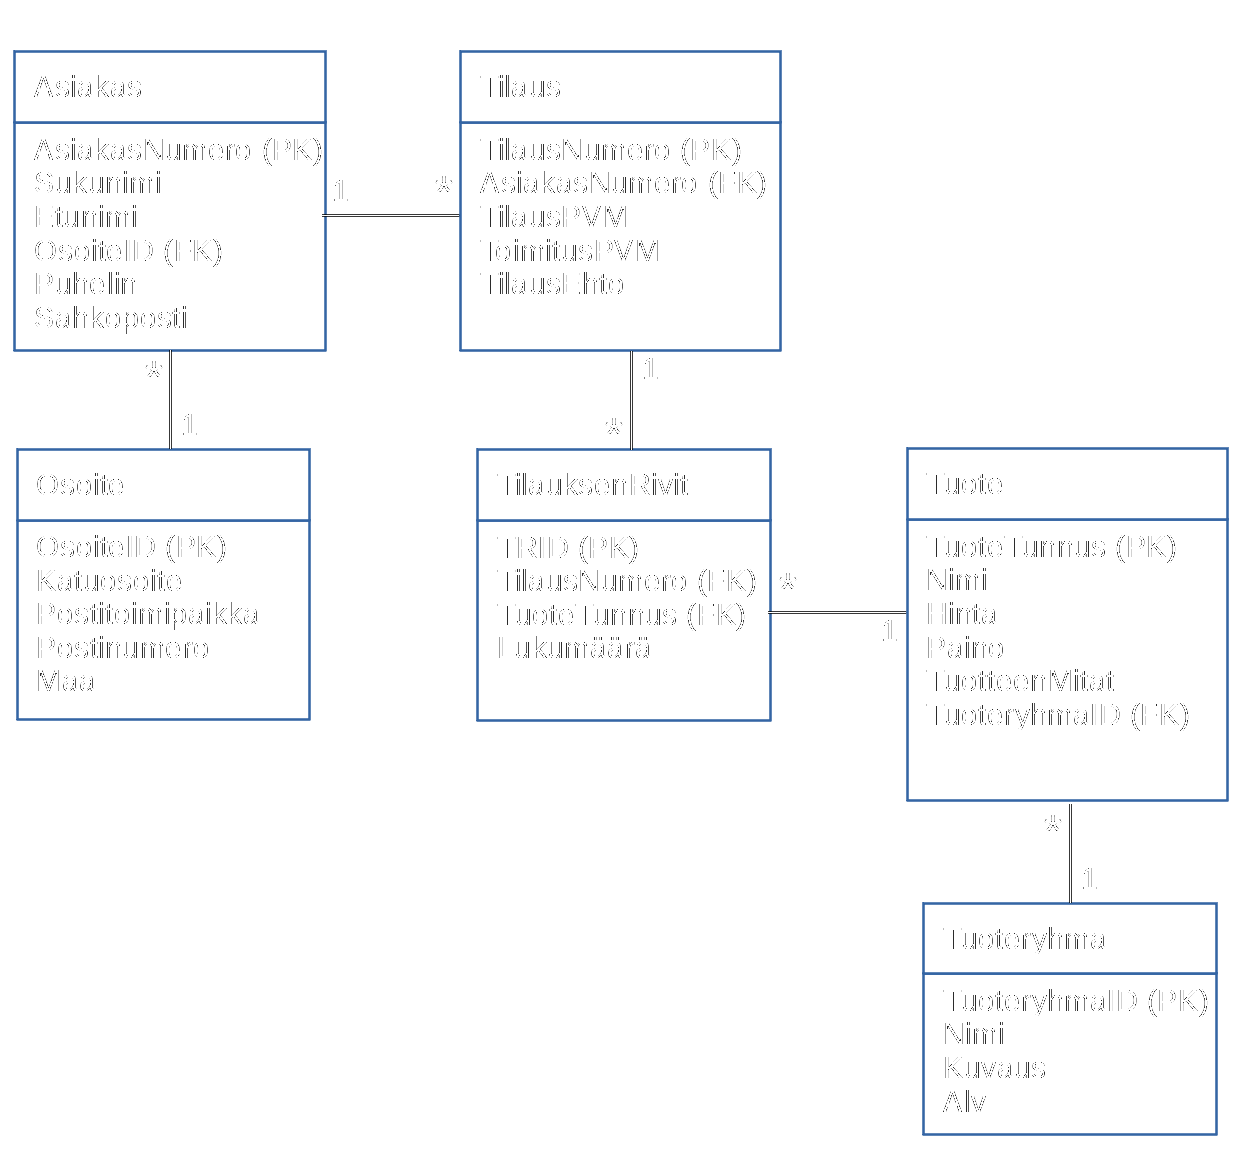 Asiakas
AsiakasNumero (PK)
Sukunimi
Etunimi
OsoiteID (FK)
Puhelin
Sahkoposti
1
*
Tilaus
TilausNumero (PK)
AsiakasNumero (FK)
TilausPVM
ToimitusPVM
TilausEhto
*
1
1
*
Osoite
OsoiteID (PK)
Katuosoite
Postitoimipaikka
Postinumero
Maa
TilauksenRivit
TRID (PK)
TilausNumero (FK)
TuoteTunnus (FK)
Lukumäärä
*
1
Tuote
TuoteTunnus (PK)
Nimi
Hinta
Paino
TuotteenMitat
TuoteryhmaID (FK)
*
1
Tuoteryhma
TuoteryhmaID (PK)
Nimi
Kuvaus
Alv